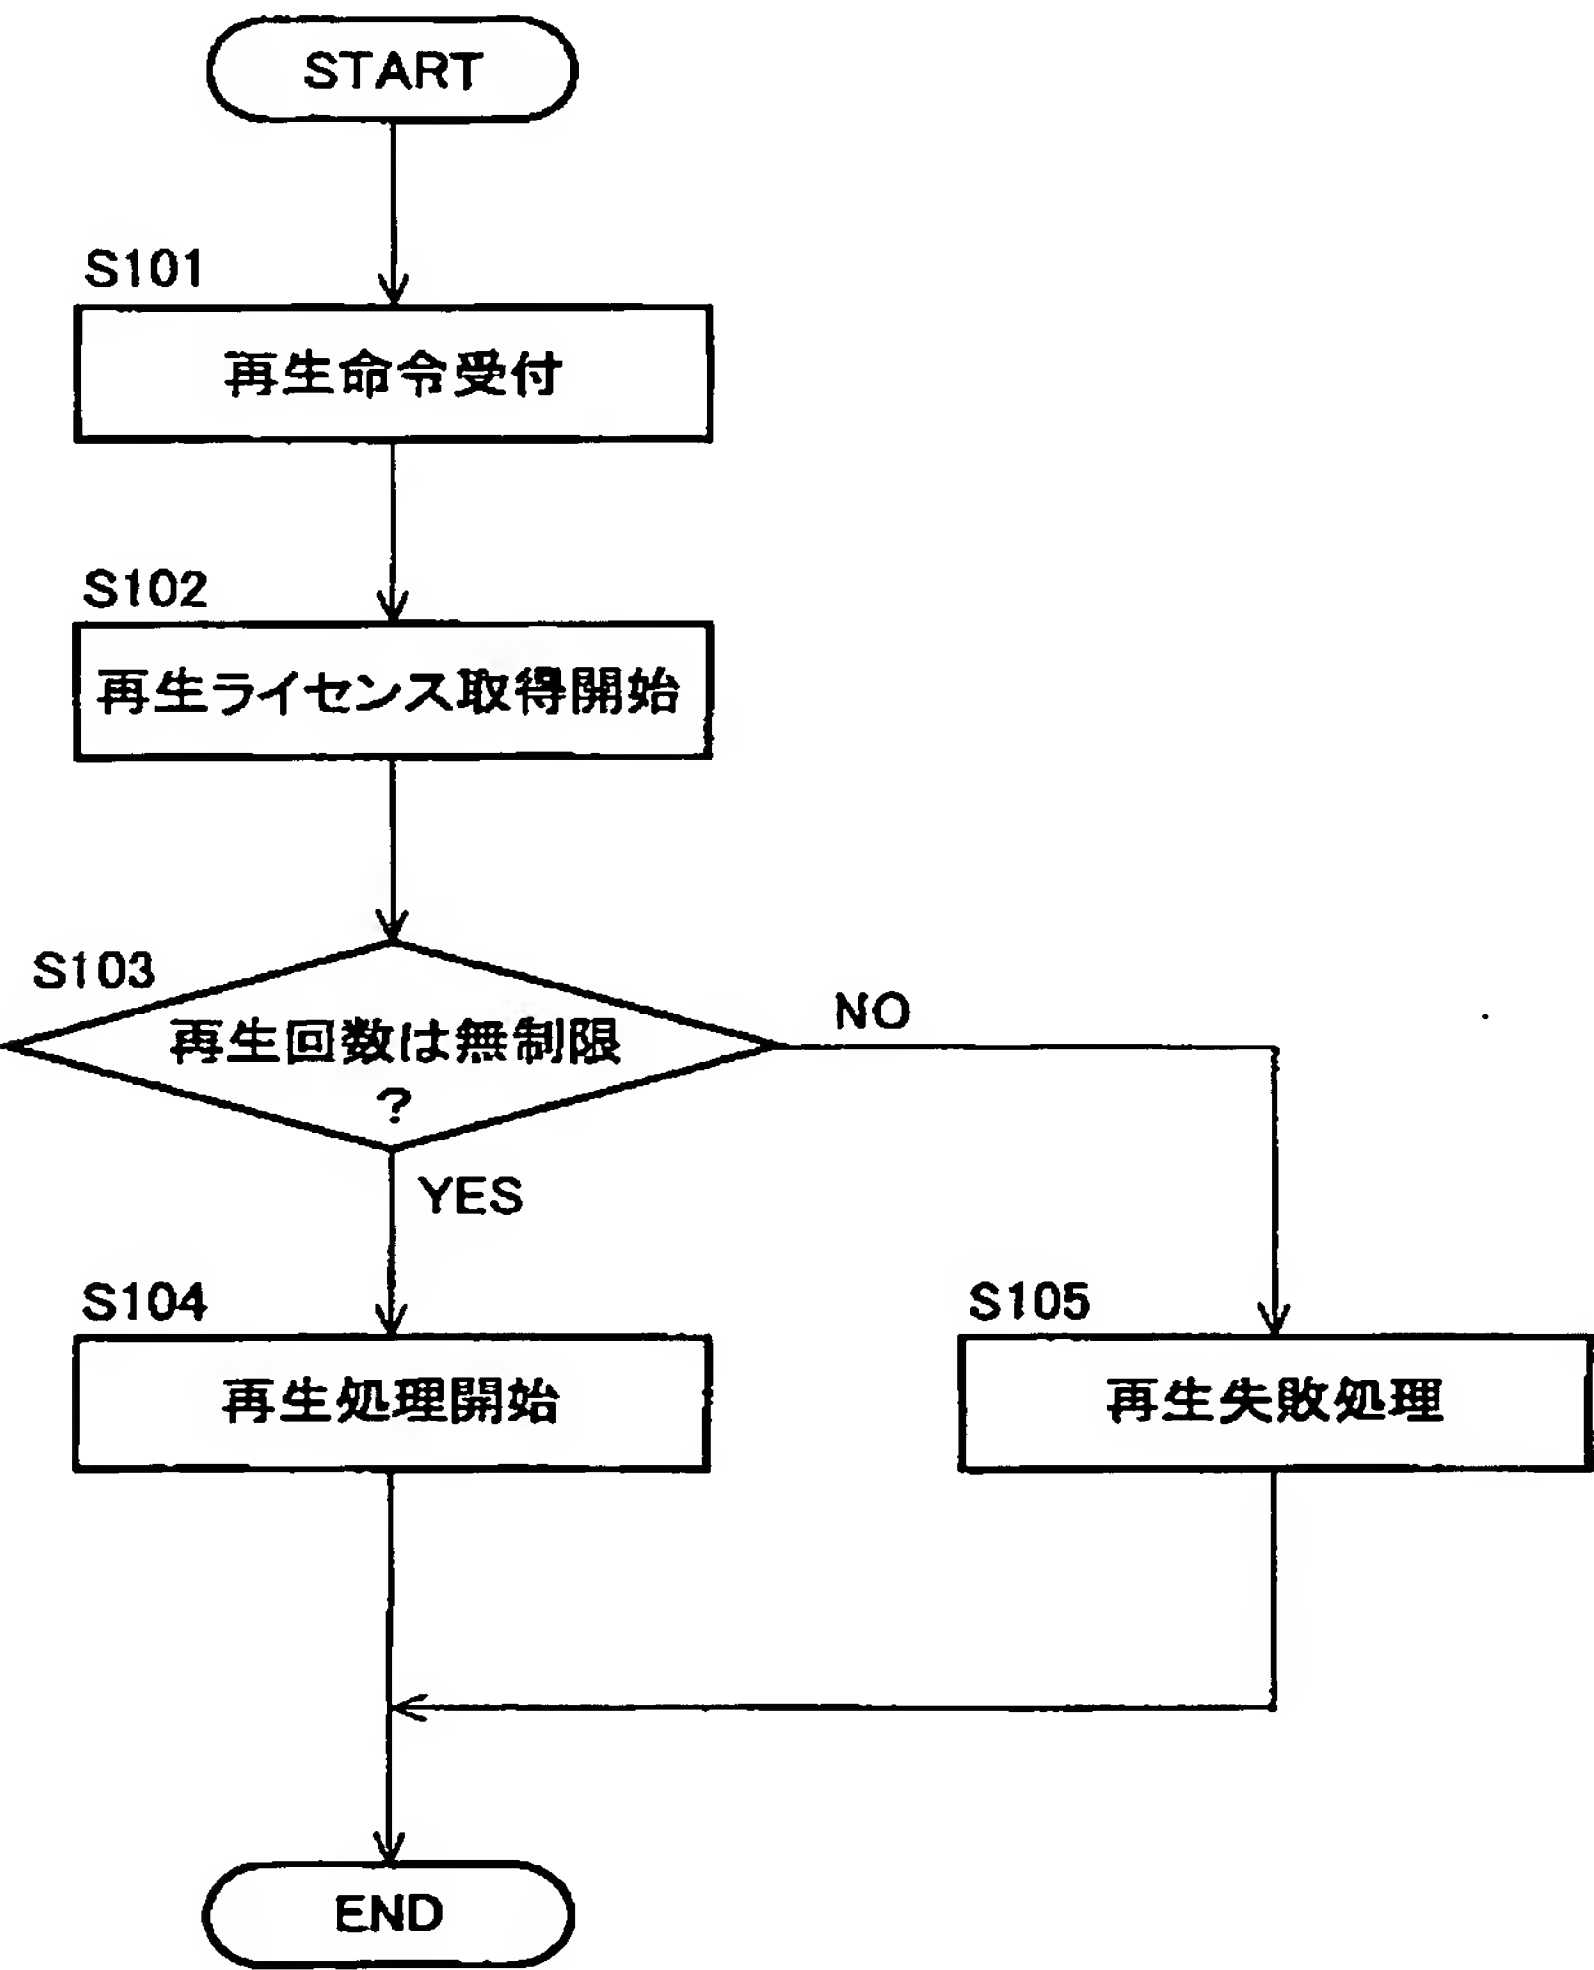 START
S101
再生命令受付
S102
再生ライセンス取得開始
S103
再生回数は無制限
?
NO
YES
S104
再生処理開始
S105
再生失敗処理
END